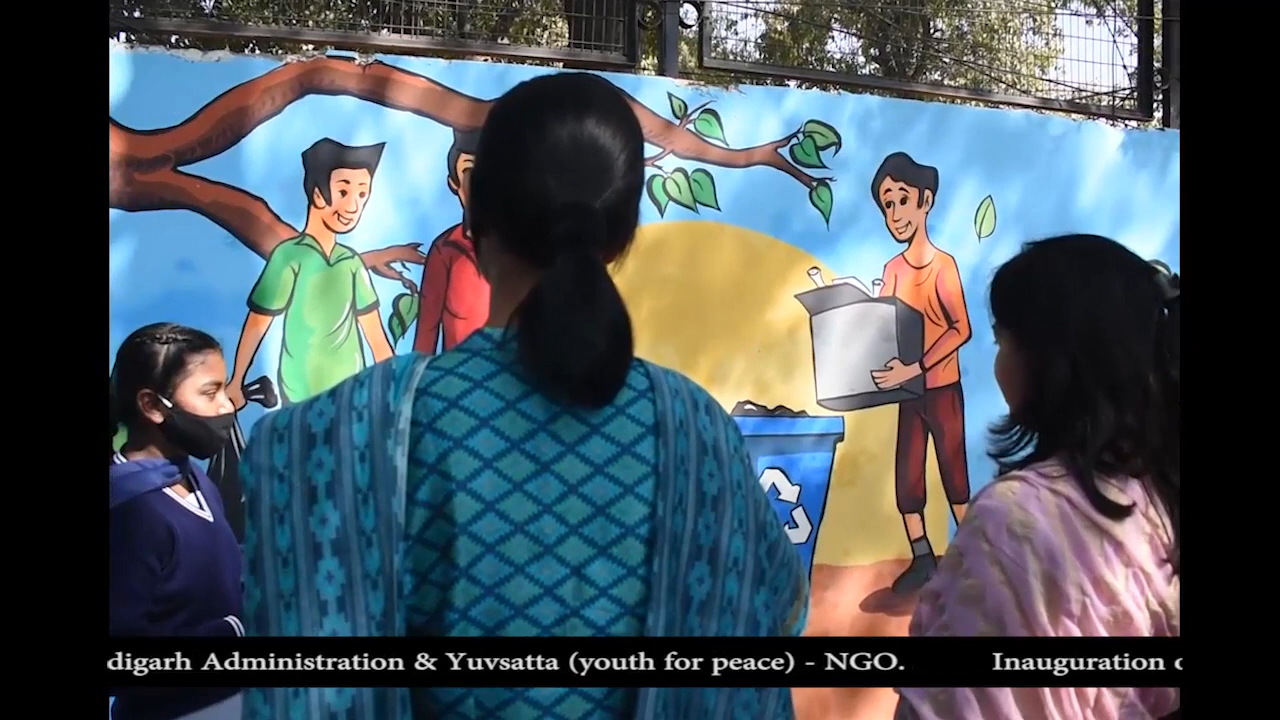 digarh Administration & Yuvsatta (youth for peace) - NGO. Inauguration